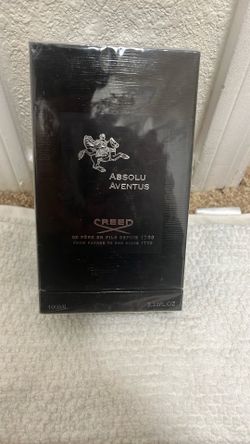 ABSOLU
AVENTUS
CREED
DE PÈRE EN FILS DEPUIS 1760
FROM FATHER TO SON SINCE 1760
100ML
3.3 FL OZ